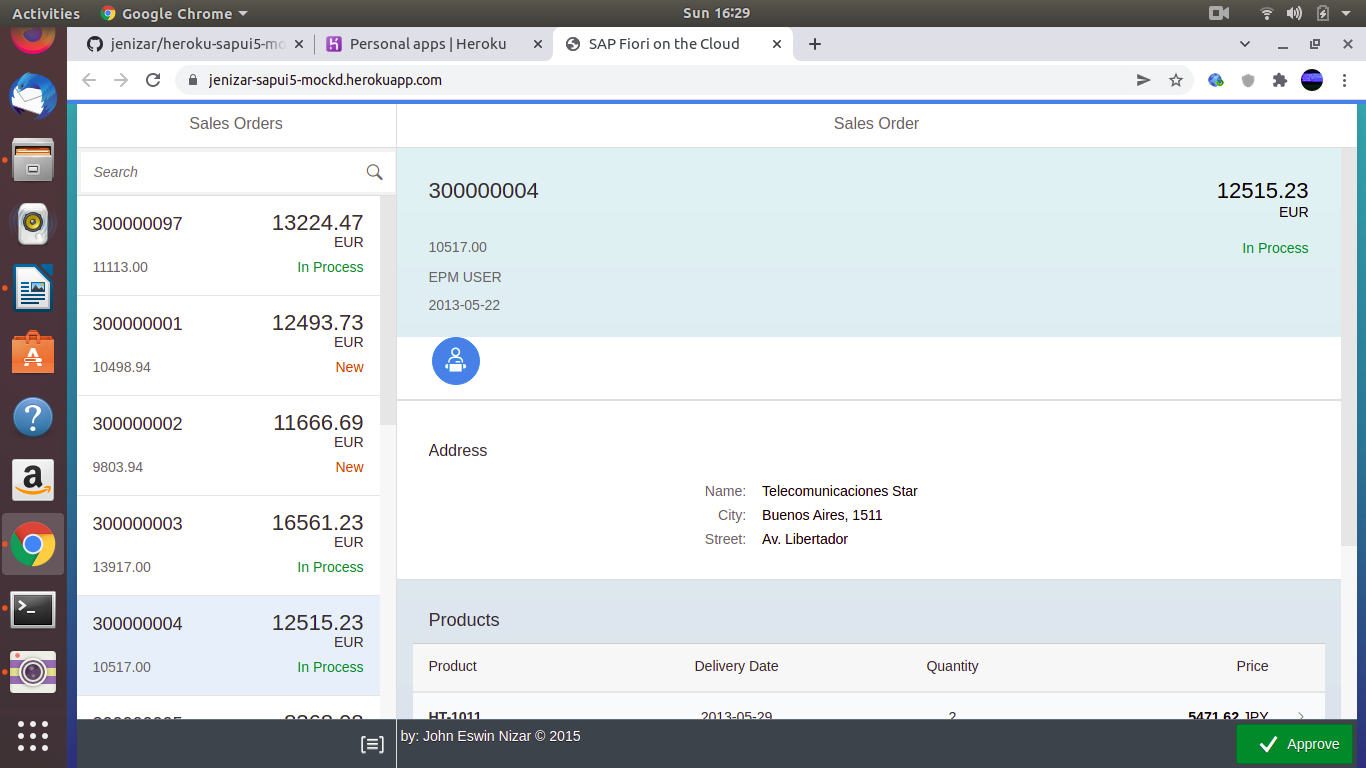 Activities
Google Chrome
Sun 16:29
jenizar/heroku-sapui5-mo
Personal apps | Heroku
SAP Fiori on the Cloud
jenizar-sapui5-mockd.herokuapp.com
Sales Orders
Sales Order
Search
300000097
13224.47
EUR
11113.00
In Process
300000001
12493.73
EUR
10498.94
New
300000002
11666.69
EUR
9803.94
New
300000003
16561.23
EUR
13917.00
In Process
300000004
12515.23
EUR
10517.00
In Process
300000004
12515.23
EUR
10517.00
In Process
EPM USER
2013-05-22
Address
Name: Telecomunicaciones Star
City: Buenos Aires, 1511
Street: Av. Libertador
Products
Product Delivery Date Quantity Price
HT-1011 2013-05-29 2 5471.62 JPY
by: John Eswin Nizar © 2015
Approve